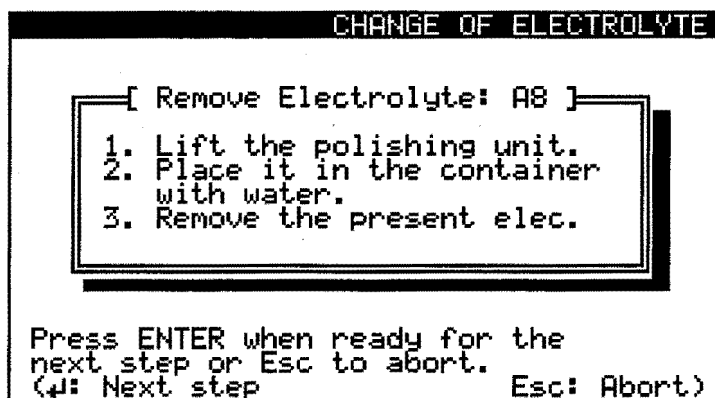 CHANGE OF ELECTROLYTE
[ Remove Electrolyte: A8 ]
1. Lift the polishing unit.
2. Place it in the container
with water.
3. Remove the present elec.
Press ENTER when ready for the
next step or Esc to abort.
(↵: Next step Esc: Abort)